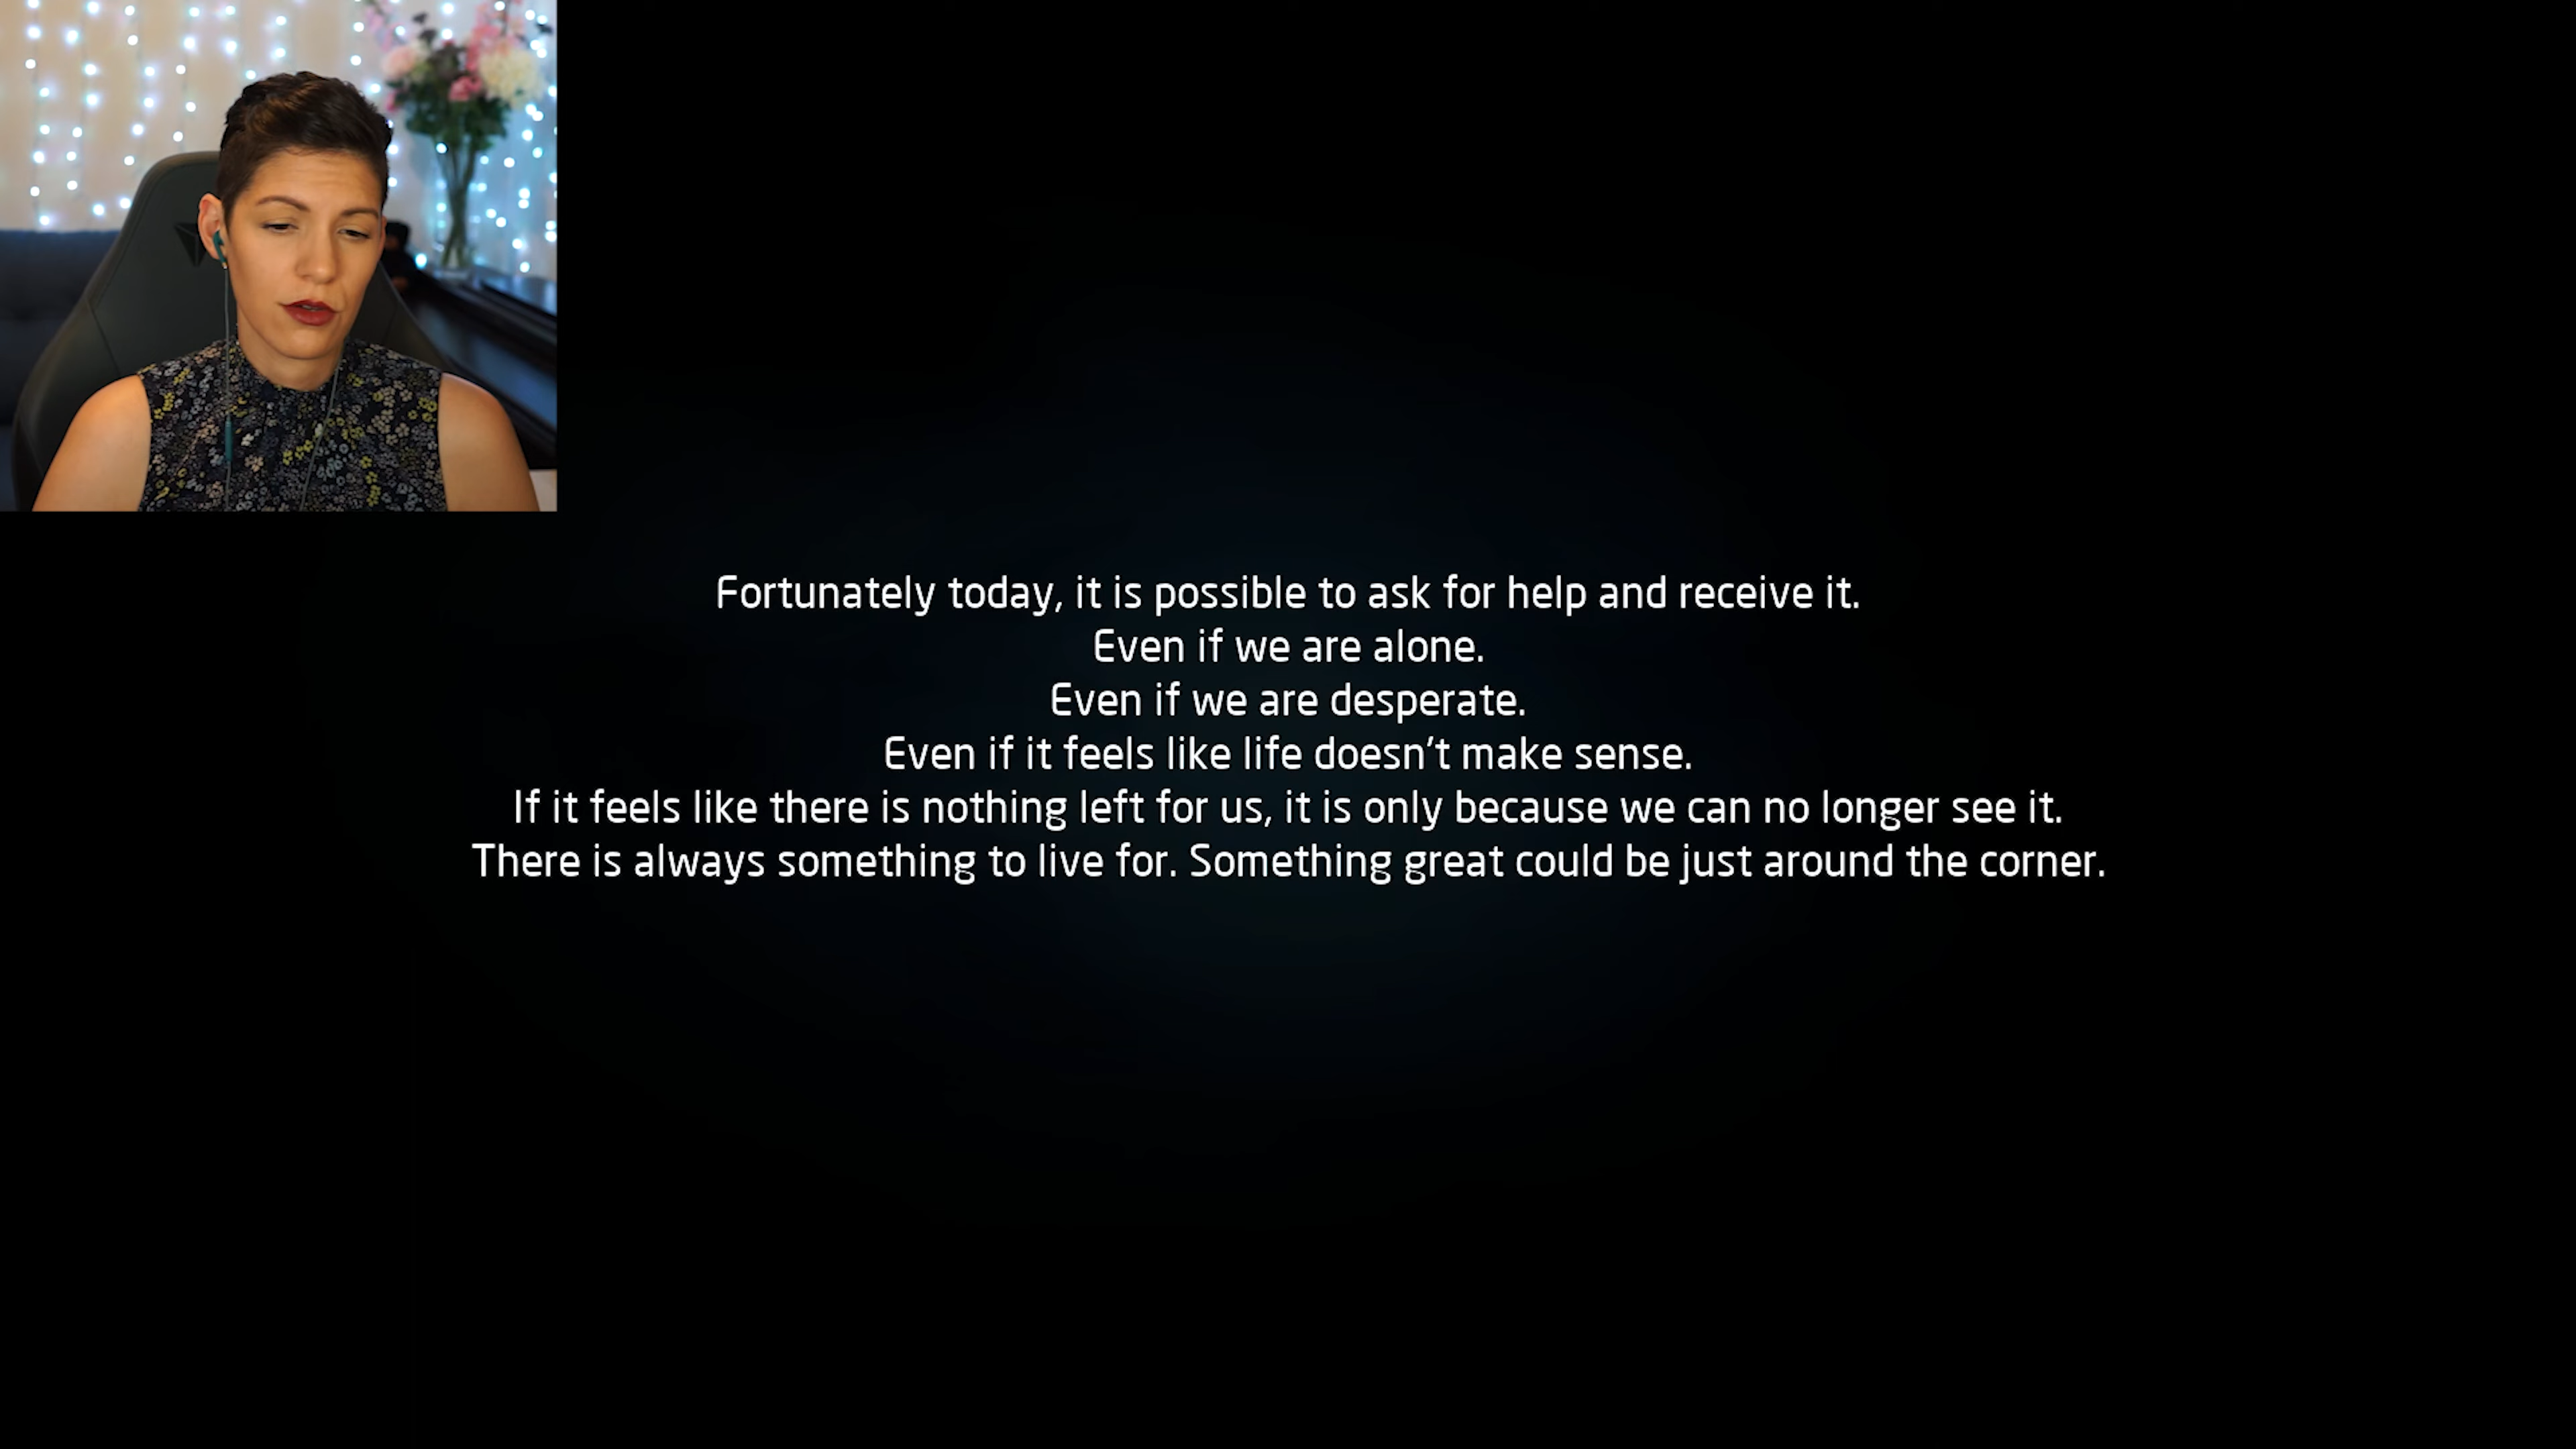 Fortunately today, it is possible to ask for help and receive it.
Even if we are alone.
Even if we are desperate.
Even if it feels like life doesn't make sense.
If it feels like there is nothing left for us, it is only because we can no longer see it.
There is always something to live for. Something great could be just around the corner.